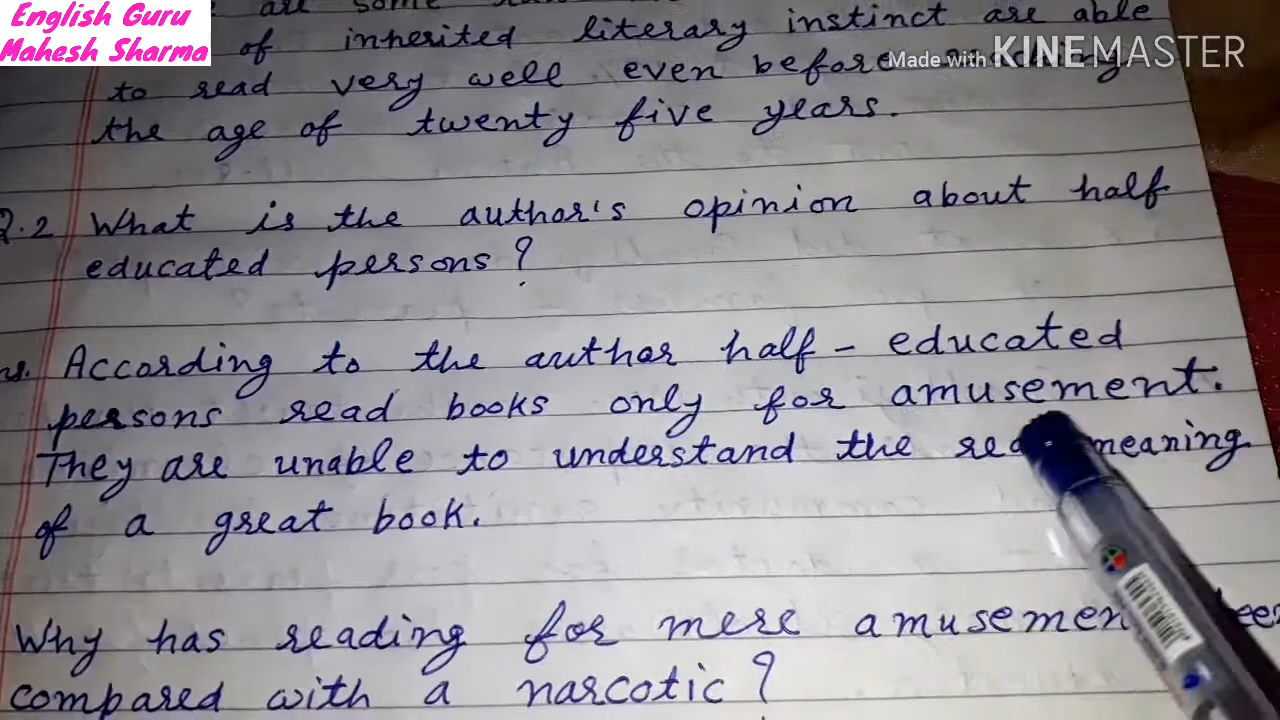 English Guru
Mahesh Sharma
are some
of inherited literary instinct are able
Made with KINEMASTER
to read very well even before
the age of twenty five years.
Q.2 What is the author's opinion about half
educated persons?
According to the author half - educated
persons read books only for amusement.
They are unable to understand the meaning
of a great book.
Why has reading for mere
compared with a narcotic?